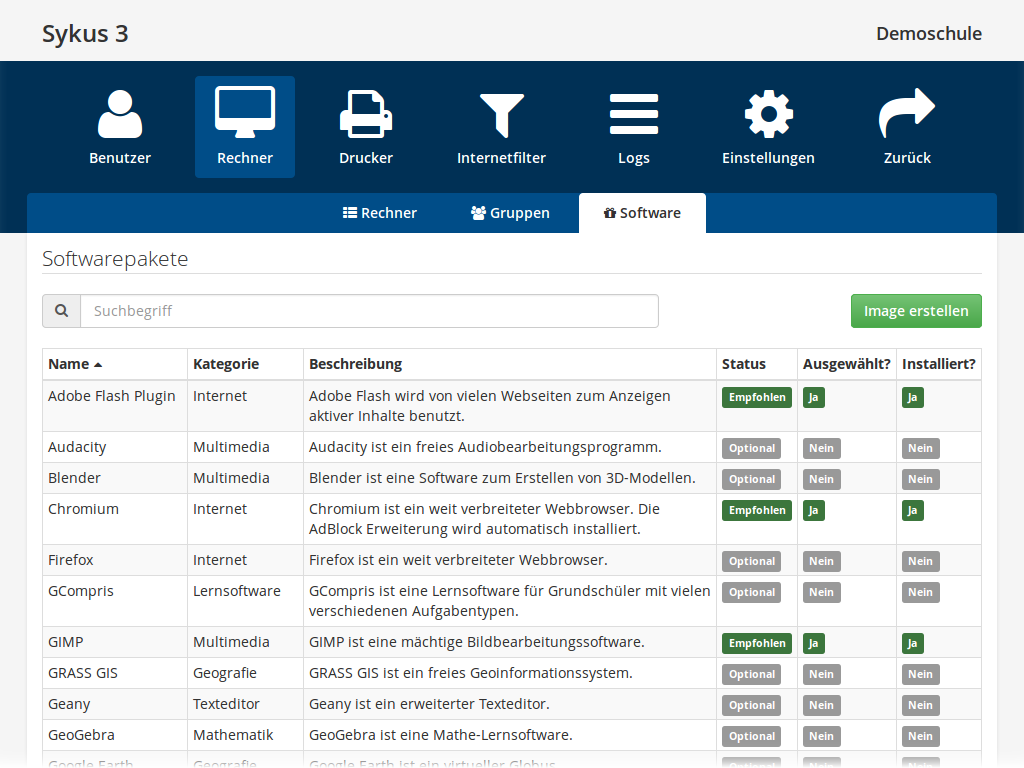 Sykus 3 Demoschule
Benutzer Rechner Drucker Internetfilter Logs Einstellungen Zurück
Rechner Gruppen Software
Softwarepakete
Suchbegriff Image erstellen
Name Kategorie Beschreibung Status Ausgewählt? Installiert?
Adobe Flash Plugin Internet Adobe Flash wird von vielen Webseiten zum Anzeigen Empfohlen Ja Ja
aktiver Inhalte benutzt.
Audacity Multimedia Audacity ist ein freies Audiobearbeitungsprogramm. Optional Nein Nein
Blender Multimedia Blender ist eine Software zum Erstellen von 3D-Modellen. Optional Nein Nein
Chromium Internet Chromium ist ein weit verbreiteter Webbrowser. Die Empfohlen Ja Ja
AdBlock Erweiterung wird automatisch installiert.
Firefox Internet Firefox ist ein weit verbreiteter Webbrowser. Optional Nein Nein
GCompris Lernsoftware GCompris ist eine Lernsoftware für Grundschüler mit vielen Optional Nein Nein
verschiedenen Aufgabentypen.
GIMP Multimedia GIMP ist eine mächtige Bildbearbeitungssoftware. Empfohlen Ja Ja
GRASS GIS Geografie GRASS GIS ist ein freies Geoinformationssystem. Optional Nein Nein
Geany Texteditor Geany ist ein erweiterter Texteditor. Optional Nein Nein
GeoGebra Mathematik GeoGebra ist eine Mathe-Lernsoftware. Optional Nein Nein
Google Earth Geografie Google Earth ist ein virtueller Globus. Optional Nein Nein